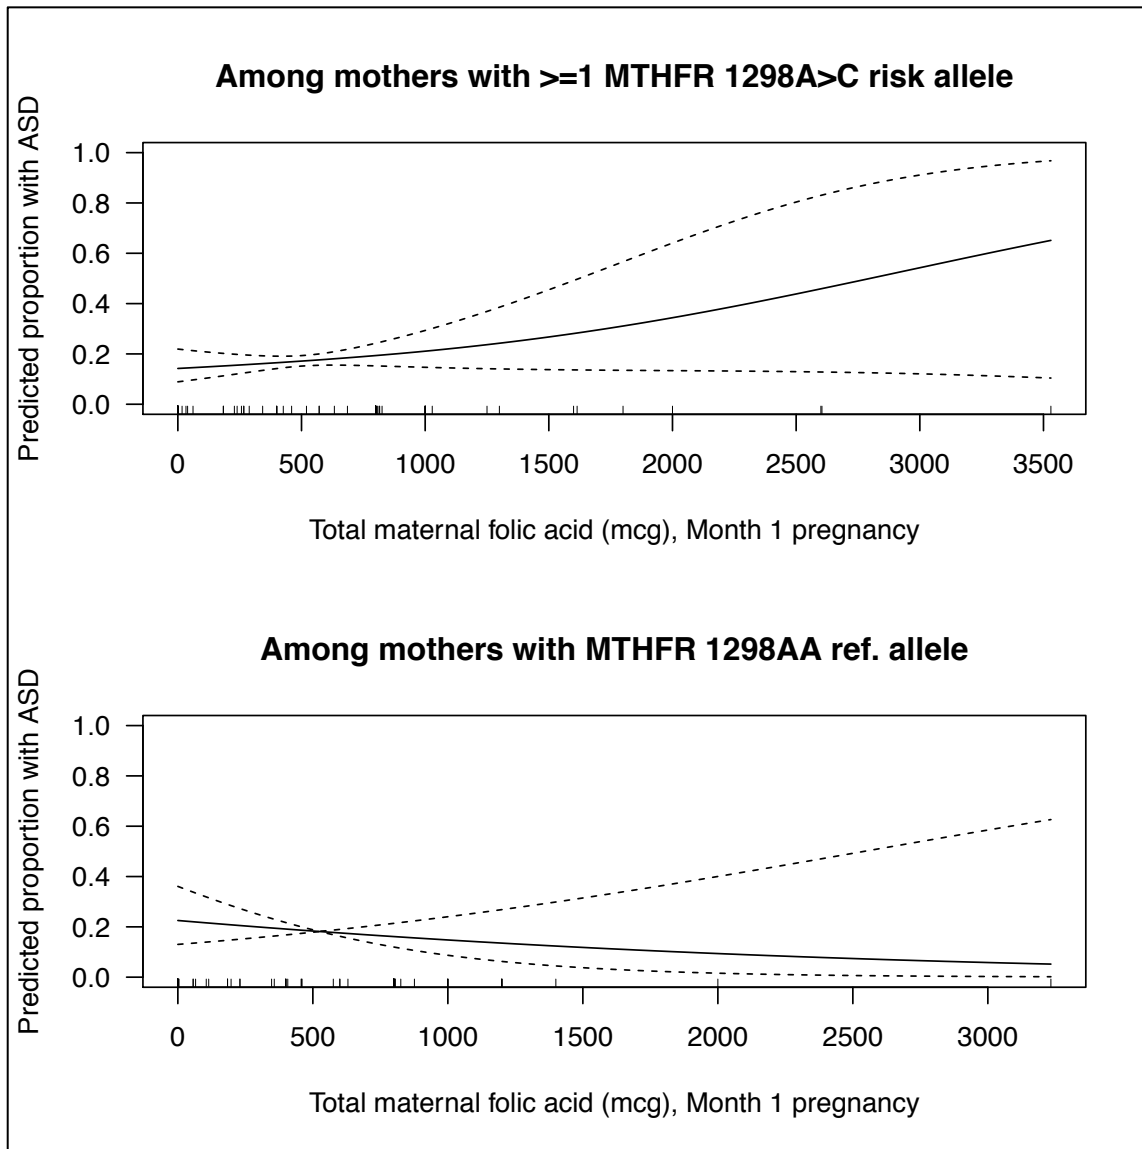 Among mothers with >=1 MTHFR 1298A>C risk allele
Predicted proportion with ASD
1.0
0.8
0.6
0.4
0.2
0.0
0 500 1000 1500 2000 2500 3000 3500
Total maternal folic acid (mcg), Month 1 pregnancy
Among mothers with MTHFR 1298AA ref. allele
Predicted proportion with ASD
1.0
0.8
0.6
0.4
0.2
0.0
0 500 1000 1500 2000 2500 3000
Total maternal folic acid (mcg), Month 1 pregnancy